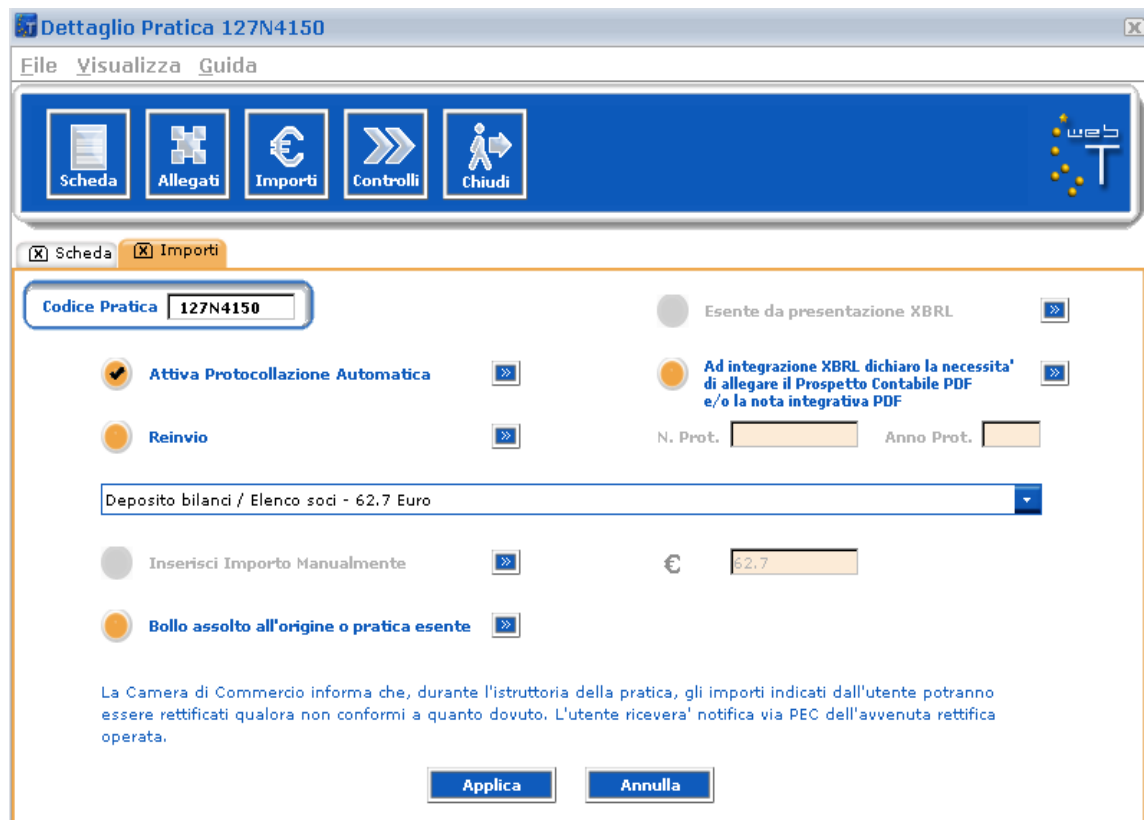 Dettaglio Pratica 127N4150
File Visualizza Guida
Scheda Allegati Importi Controlli Chiudi
web T
Scheda Importi
Codice Pratica 127N4150
Esente da presentazione XBRL
Attiva Protocollazione Automatica
Ad integrazione XBRL dichiaro la necessita'
di allegare il Prospetto Contabile PDF
e/o la nota integrativa PDF
Reinvio
N. Prot. Anno Prot.
Deposito bilanci / Elenco soci - 62.7 Euro
Inserisci Importo Manualmente € 62.7
Bollo assolto all'origine o pratica esente
La Camera di Commercio informa che, durante l'istruttoria della pratica, gli importi indicati dall'utente potranno
essere rettificati qualora non conformi a quanto dovuto. L'utente ricevera' notifica via PEC dell'avvenuta rettifica
operata.
Applica Annulla